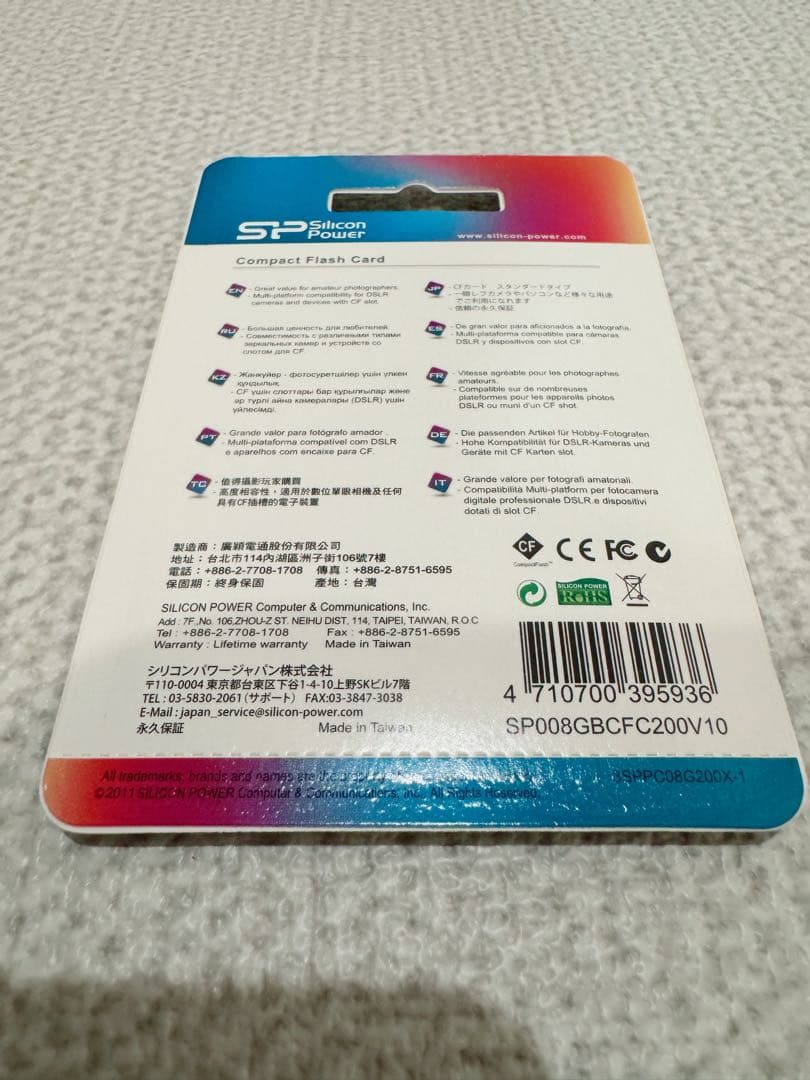 SP Silicon Power
www.silicon-power.com
Compact Flash Card
EN
- Great value for amateur photographers.
- Multi-platform compatibility for DSLR
cameras and devices with CF slot.
RU
- Большая ценность для любителей.
- Совместимость с различными типами
зеркальных камер и устройств со
слотом для CF.
KZ
- Жанкүйер - фотосуретшілер үшін үлкен
құндылық.
- CF үшін слоттары бар құрылғылар және
әр түрлі айна камералары (DSLR) үшін
үйлесімді.
PT
- Grande valor para fotógrafo amador .
- Multi-plataforma compatível com DSLR
e aparelhos com encaixe para CF.
TC
- 值得攝影玩家購買
- 高度相容性，適用於數位單眼相機及任何
具有CF插槽的電子裝置
JP
- CFカード スタンダードタイプ
- 一眼レフカメラやパソコンなど様々な用途
でご利用になれます
- 信頼の永久保証
ES
- De gran valor para aficionados a la fotografía.
- Multi-plataforma compatible para cámaras
DSLR y dispositivos con slot CF.
FR
- Vitesse agréable pour les photographes
amateurs.
- Compatible sur de nombreuses
plateformes pour les appareils photos
DSLR ou muni d'un CF shot.
DE
- Die passenden Artikel für Hobby-Fotografen.
- Hohe Kompatibilität für DSLR-Kameras und
Geräte mit CF Karten slot.
IT
- Grande valore per fotografi amatoriali.
- Compatibilità Multi-platform per fotocamera
digitale professionale DSLR e dispositivi
dotati di slot CF.
製造商：廣穎電通股份有限公司
地址：台北市114內湖區洲子街106號7樓
電話：+886-2-7708-1708 傳真：+886-2-8751-6595
保固期：終身保固 產地：台灣
SILICON POWER Computer & Communications, Inc.
Add : 7F.,No. 106,ZHOU-Z ST. NEIHU DIST, 114, TAIPEI, TAIWAN, R.O.C
Tel : +886-2-7708-1708 Fax : +886-2-8751-6595
Warranty : Lifetime warranty Made in Taiwan
シリコンパワージャパン株式会社
〒110-0004 東京都台東区下谷1-4-10上野SKビル7階
TEL : 03-5830-2061 (サポート) FAX:03-3847-3038
E-Mail : japan_service@silicon-power.com
永久保証 Made in Taiwan
CF CE FC
CompactFlash™
SILICON POWER
RoHS
4 710700 395936
SP008GBCFC200V10
All trademarks, brands and names are the property
8SPPC08G200X-1
©2011 SILICON POWER Computer & Communications, Inc. All Rights Reserved.